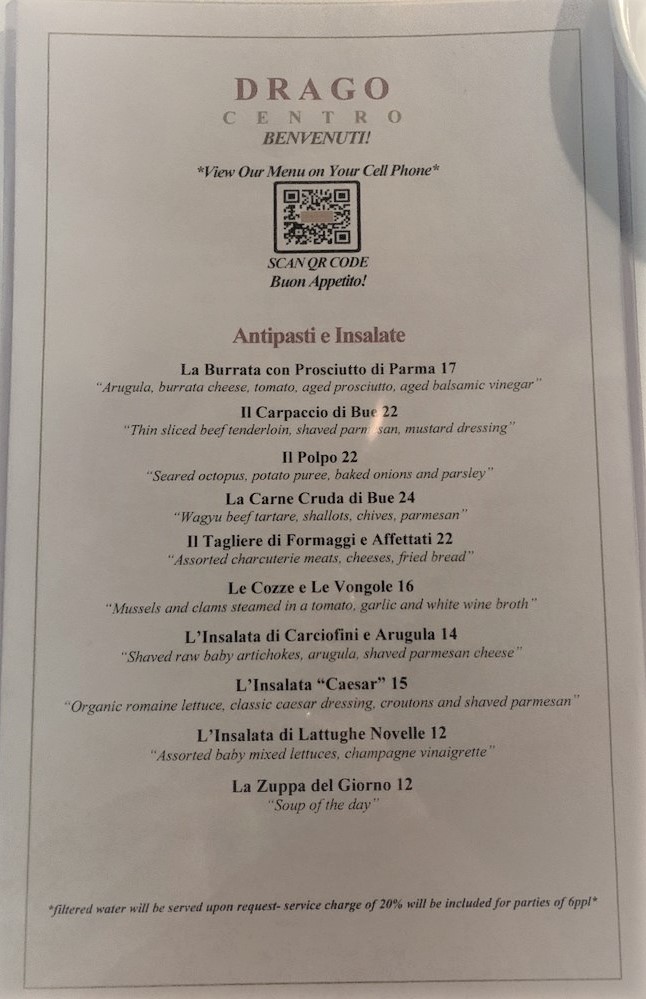 DRAGO
CENTRO
BENVENUTI!
*View Our Menu on Your Cell Phone*
SCAN QR CODE
Buon Appetito!
Antipasti e Insalate
La Burrata con Prosciutto di Parma 17
“Arugula, burrata cheese, tomato, aged prosciutto, aged balsamic vinegar”
Il Carpaccio di Bue 22
“Thin sliced beef tenderloin, shaved parmesan, mustard dressing”
Il Polpo 22
“Seared octopus, potato puree, baked onions and parsley”
La Carne Cruda di Bue 24
“Wagyu beef tartare, shallots, chives, parmesan”
Il Tagliere di Formaggi e Affettati 22
“Assorted charcuterie meats, cheeses, fried bread”
Le Cozze e Le Vongole 16
“Mussels and clams steamed in a tomato, garlic and white wine broth”
L’Insalata di Carciofini e Arugula 14
“Shaved raw baby artichokes, arugula, shaved parmesan cheese”
L’Insalata “Caesar” 15
“Organic romaine lettuce, classic caesar dressing, croutons and shaved parmesan”
L’Insalata di Lattughe Novelle 12
“Assorted baby mixed lettuces, champagne vinaigrette”
La Zuppa del Giorno 12
“Soup of the day”
*filtered water will be served upon request- service charge of 20% will be included for parties of 6ppl*